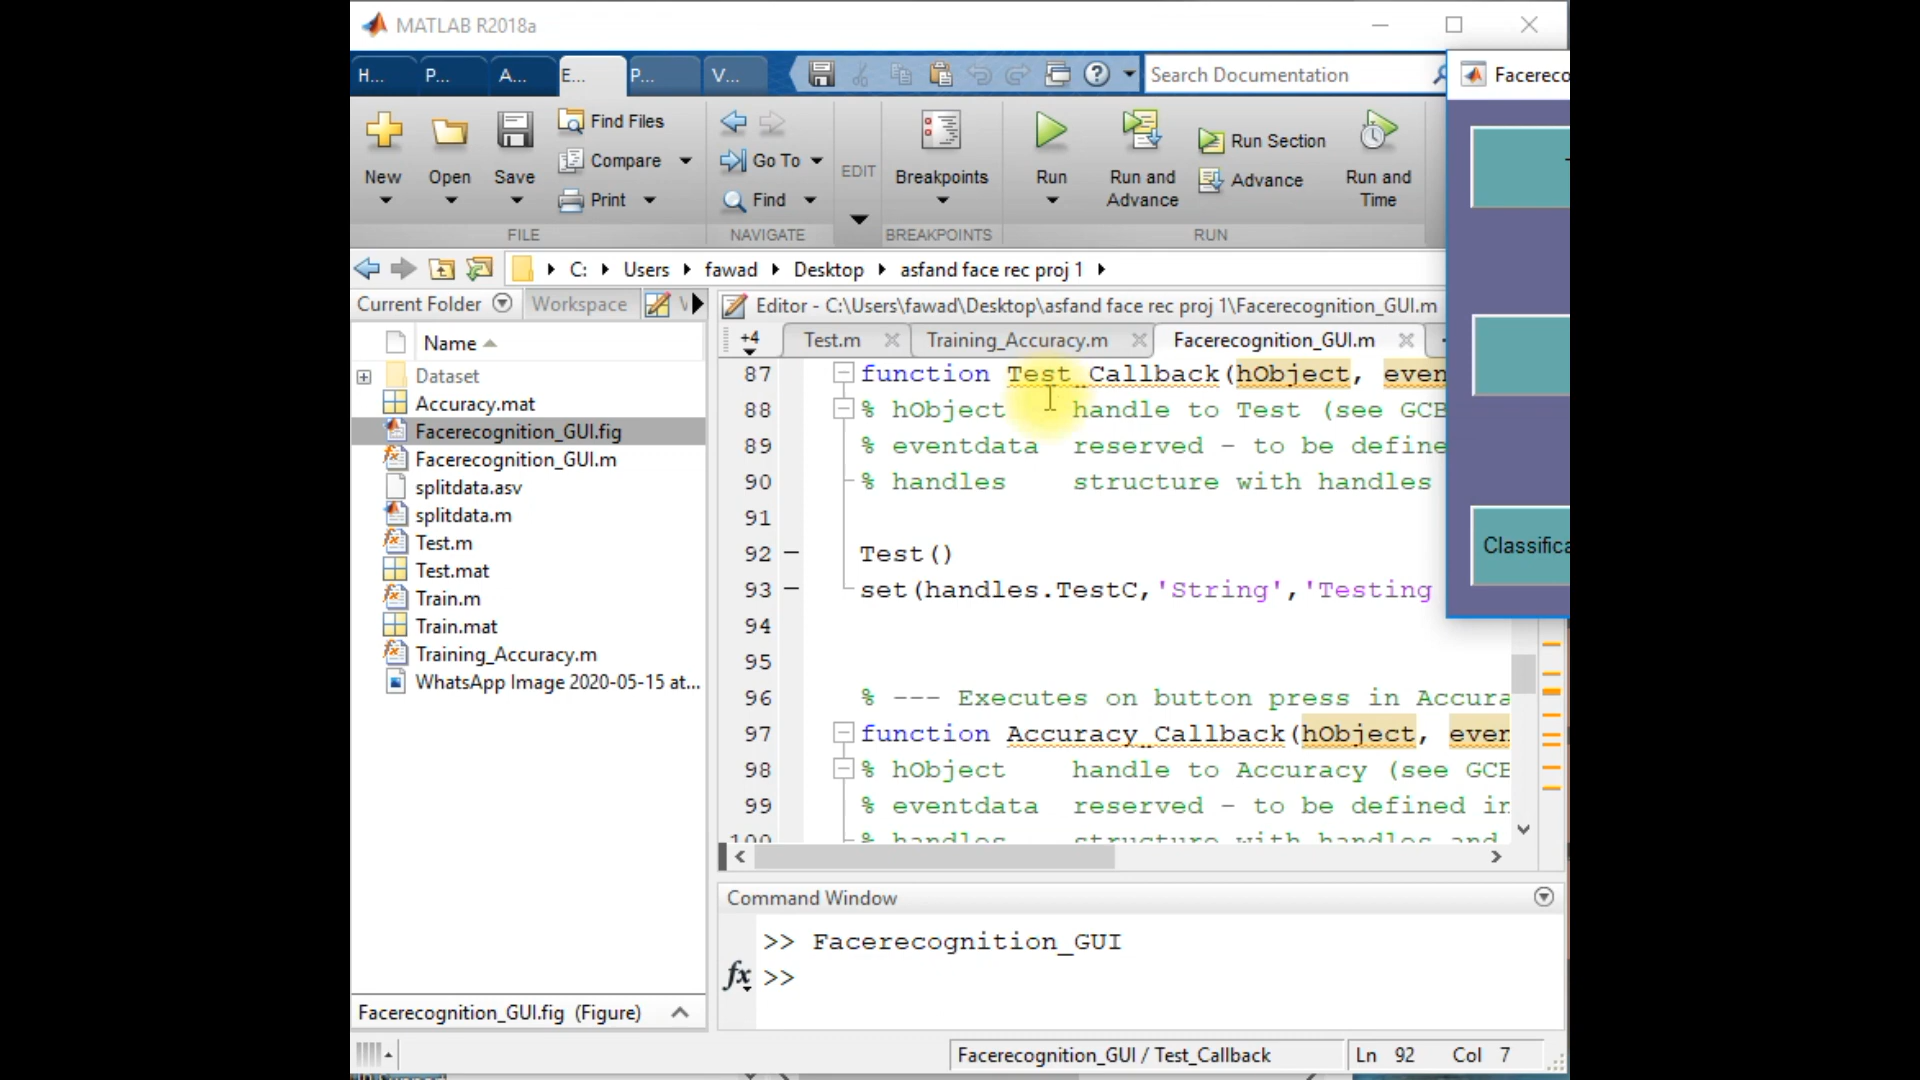 MATLAB R2018a
H... P... A... E... P... V... Search Documentation
Facereco
New Open Save Find Files Compare Print Go To Find EDIT Breakpoints Run Run and Advance Run Section Advance Run and Time
FILE NAVIGATE BREAKPOINTS RUN
C: Users fawad Desktop asfand face rec proj 1
Current Folder Workspace V
Editor - C:\Users\fawad\Desktop\asfand face rec proj 1\Facerecognition_GUI.m
+4 Test.m Training_Accuracy.m Facerecognition_GUI.m
Name
Dataset
Accuracy.mat
Facerecognition_GUI.fig
Facerecognition_GUI.m
splitdata.asv
splitdata.m
Test.m
Test.mat
Train.m
Train.mat
Training_Accuracy.m
WhatsApp Image 2020-05-15 at...
87 function Test_Callback(hObject, even
88 % hObject handle to Test (see GCB
89 % eventdata reserved - to be define
90 % handles structure with handles
91
92 Test()
93 set(handles.TestC,'String','Testing
94
95
96 % --- Executes on button press in Accura
97 function Accuracy_Callback(hObject, even
98 % hObject handle to Accuracy (see GCB
99 % eventdata reserved - to be defined in
100 % handles structure with handles and
Classifica
Command Window
>> Facerecognition_GUI
fx >>
Facerecognition_GUI.fig (Figure)
Facerecognition_GUI / Test_Callback Ln 92 Col 7